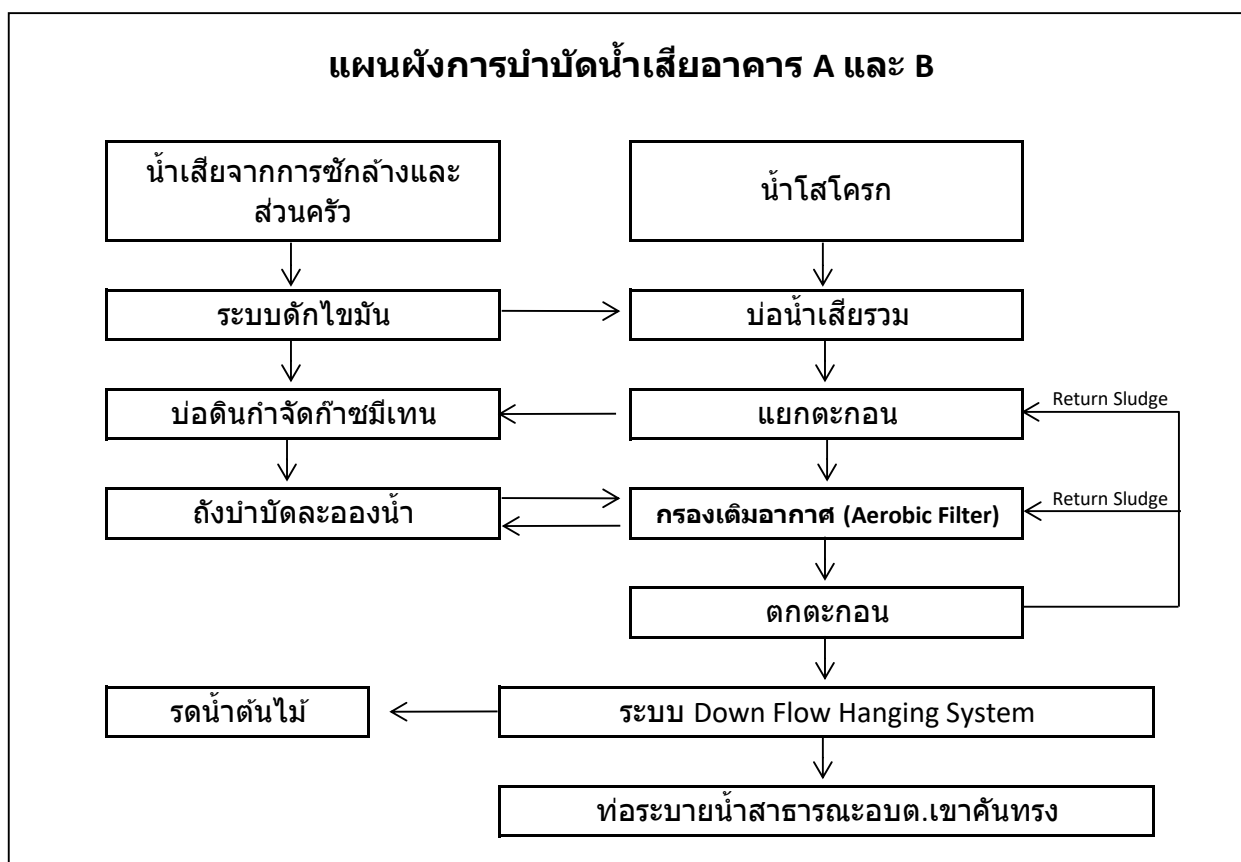 แผนผังการบำบัดน้ำเสียอาคาร A และ B
น้ำเสียจากการซักล้างและ
ส่วนครัว
น้ำโสโครก
ระบบดักไขมัน
บ่อน้ำเสียรวม
บ่อดินกำจัดก๊าซมีเทน
แยกตะกอน
Return Sludge
ถังบำบัดละอองน้ำ
กรองเติมอากาศ (Aerobic Filter)
Return Sludge
ตกตะกอน
รดน้ำต้นไม้
ระบบ Down Flow Hanging System
ท่อระบายน้ำสาธารณะอบต.เขาคันทรง